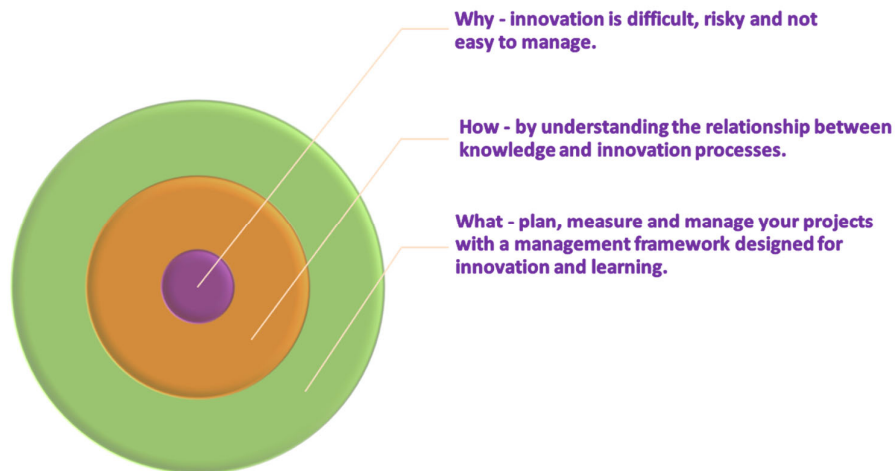 Why - innovation is difficult, risky and not
easy to manage.
How - by understanding the relationship between
knowledge and innovation processes.
What - plan, measure and manage your projects
with a management framework designed for
innovation and learning.